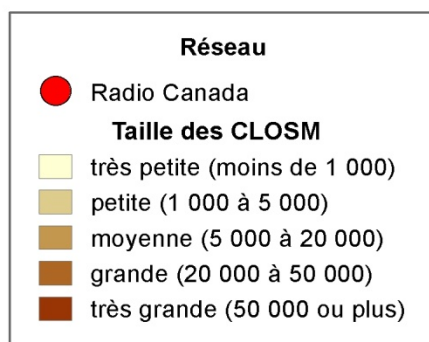 Réseau
Radio Canada
Taille des CLOSM
très petite (moins de 1 000)
petite (1 000 à 5 000)
moyenne (5 000 à 20 000)
grande (20 000 à 50 000)
très grande (50 000 ou plus)